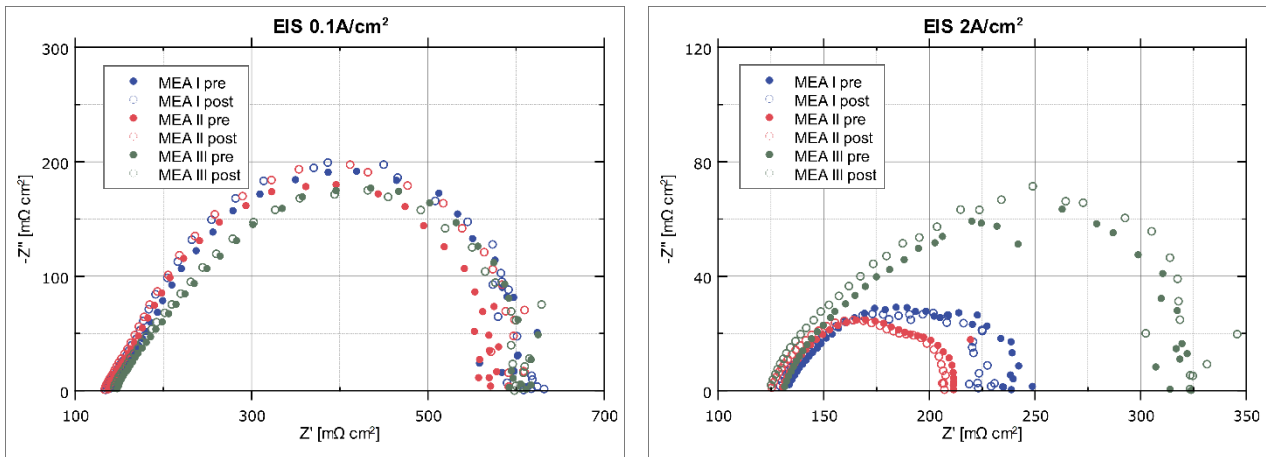 EIS 0.1A/cm²
300
200
100
0
-Z" [mΩ cm²]
MEA I pre
MEA I post
MEA II pre
MEA II post
MEA III pre
MEA III post
100 300 500 700
Z' [mΩ cm²]
EIS 2A/cm²
120
80
40
0
-Z" [mΩ cm²]
MEA I pre
MEA I post
MEA II pre
MEA II post
MEA III pre
MEA III post
100 150 200 250 300 350
Z' [mΩ cm²]